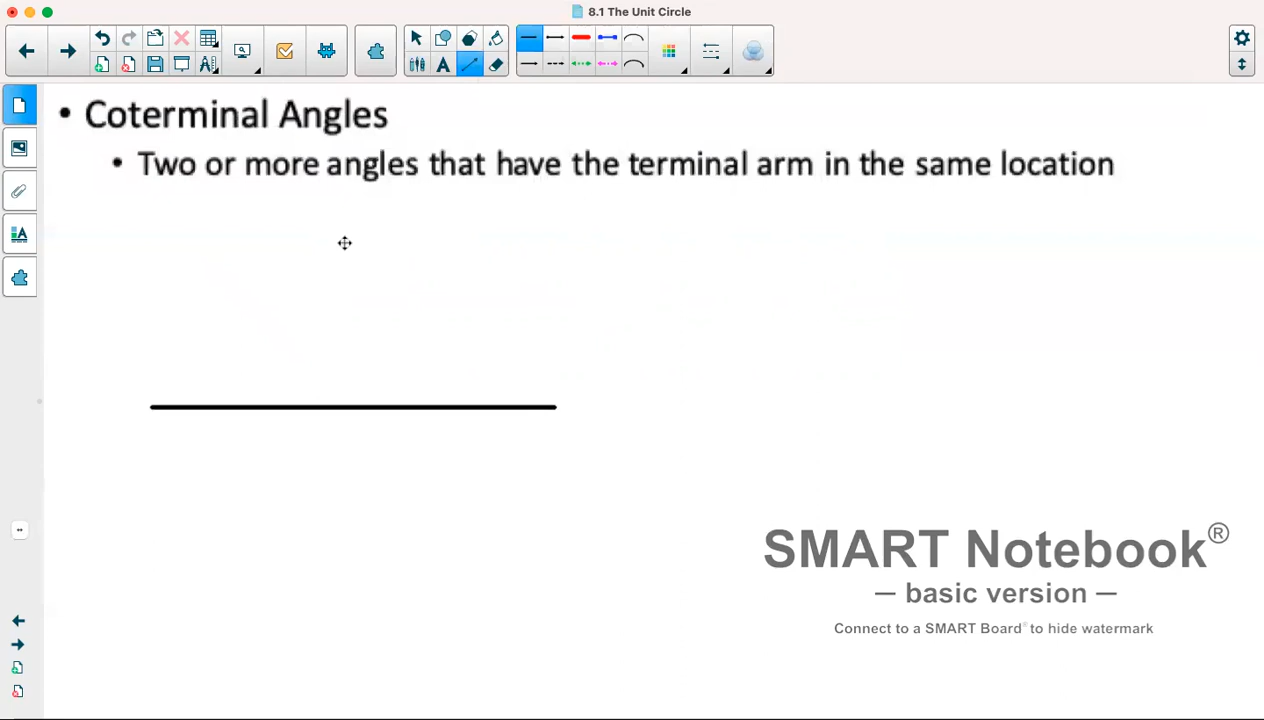 8.1 The Unit Circle
• Coterminal Angles
• Two or more angles that have the terminal arm in the same location
SMART Notebook®
— basic version —
Connect to a SMART Board® to hide watermark